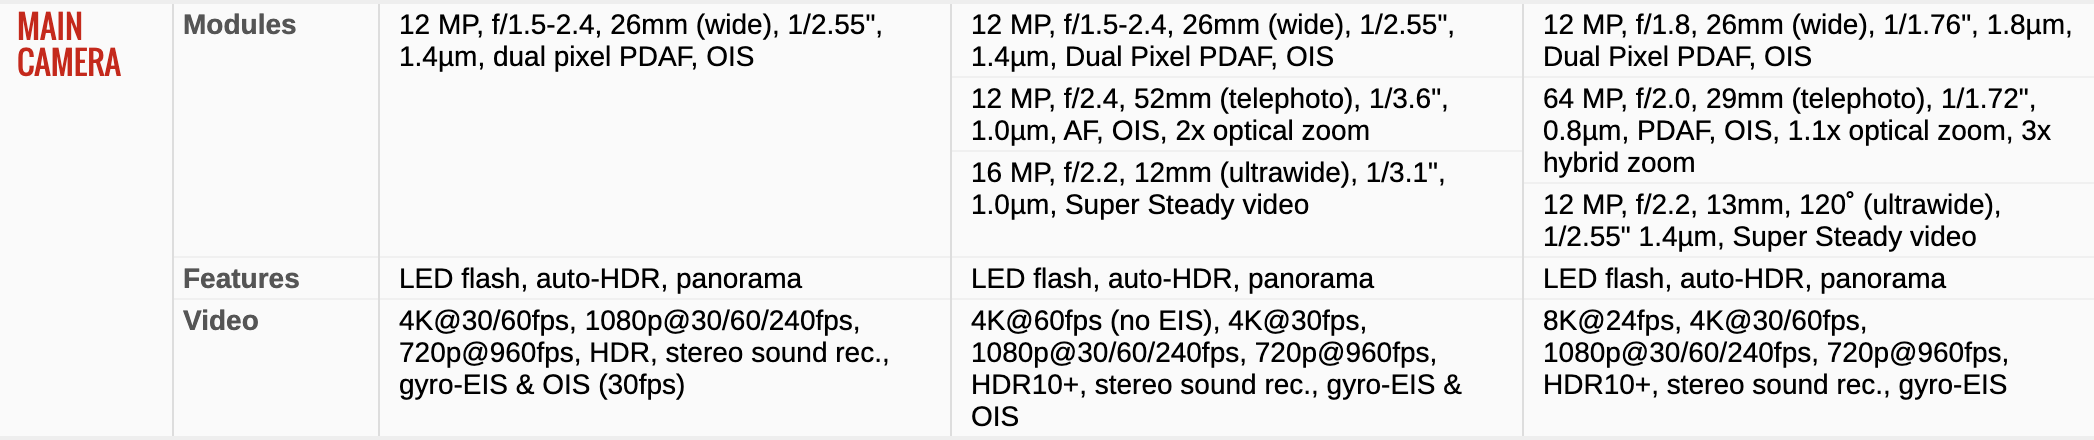 MAIN
CAMERA
Modules
12 MP, f/1.5-2.4, 26mm (wide), 1/2.55",
1.4µm, dual pixel PDAF, OIS
12 MP, f/1.5-2.4, 26mm (wide), 1/2.55",
1.4µm, Dual Pixel PDAF, OIS
12 MP, f/2.4, 52mm (telephoto), 1/3.6",
1.0µm, AF, OIS, 2x optical zoom
16 MP, f/2.2, 12mm (ultrawide), 1/3.1",
1.0µm, Super Steady video
12 MP, f/1.8, 26mm (wide), 1/1.76", 1.8µm,
Dual Pixel PDAF, OIS
64 MP, f/2.0, 29mm (telephoto), 1/1.72",
0.8µm, PDAF, OIS, 1.1x optical zoom, 3x
hybrid zoom
12 MP, f/2.2, 13mm, 120˚ (ultrawide),
1/2.55" 1.4µm, Super Steady video
Features
LED flash, auto-HDR, panorama
LED flash, auto-HDR, panorama
LED flash, auto-HDR, panorama
Video
4K@30/60fps, 1080p@30/60/240fps,
720p@960fps, HDR, stereo sound rec.,
gyro-EIS & OIS (30fps)
4K@60fps (no EIS), 4K@30fps,
1080p@30/60/240fps, 720p@960fps,
HDR10+, stereo sound rec., gyro-EIS &
OIS
8K@24fps, 4K@30/60fps,
1080p@30/60/240fps, 720p@960fps,
HDR10+, stereo sound rec., gyro-EIS